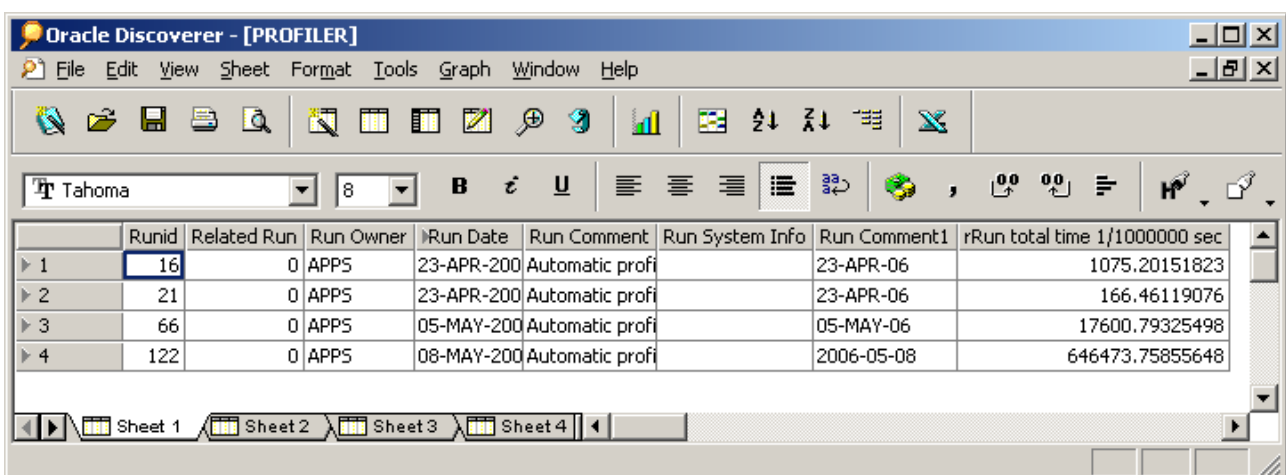 Oracle Discoverer - [PROFILER]
File Edit View Sheet Format Tools Graph Window Help
Tahoma 8 B i U
Runid Related Run Run Owner Run Date Run Comment Run System Info Run Comment1 rRun total time 1/1000000 sec
1 16 0 APPS 23-APR-200 Automatic profi 23-APR-06 1075.20151823
2 21 0 APPS 23-APR-200 Automatic profi 23-APR-06 166.46119076
3 66 0 APPS 05-MAY-200 Automatic profi 05-MAY-06 17600.79325498
4 122 0 APPS 08-MAY-200 Automatic profi 2006-05-08 646473.75855648
Sheet 1 Sheet 2 Sheet 3 Sheet 4